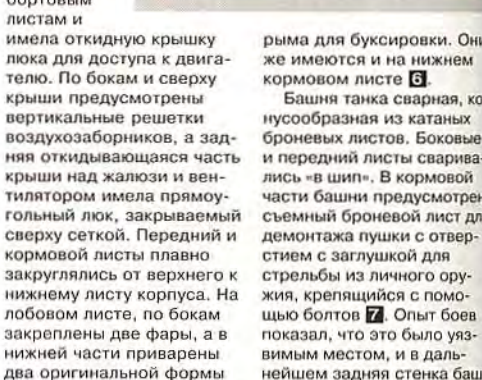 бортовым
листам и
имела откидную крышку
люка для доступа к двига-
телю. По бокам и сверху
крыши предусмотрены
вертикальные решетки
воздухозаборников, а зад-
няя откидывающаяся часть
крыши над жалюзи и вен-
тилятором имела прямоу-
гольный люк, закрываемый
сверху сеткой. Передний и
кормовой листы плавно
закруглялись от верхнего к
нижнему листу корпуса. На
лобовом листе, по бокам
закреплены две фары, а в
нижней части приварены
два оригинальной формы
рыма для буксировки. Они
же имеются и на нижнем
кормовом листе 6.
Башня танка сварная, ко
нусообразная из катаных
броневых листов. Боковые
и передний листы сварива
лись «в шип». В кормовой
части башни предусмотрен
съемный броневой лист дл
демонтажа пушки с отвер-
стием с заглушкой для
стрельбы из личного ору-
жия, крепящийся с помо-
щью болтов 7. Опыт боев
показал, что это было уяз-
вимым местом, и в даль-
нейшем задняя стенка баш